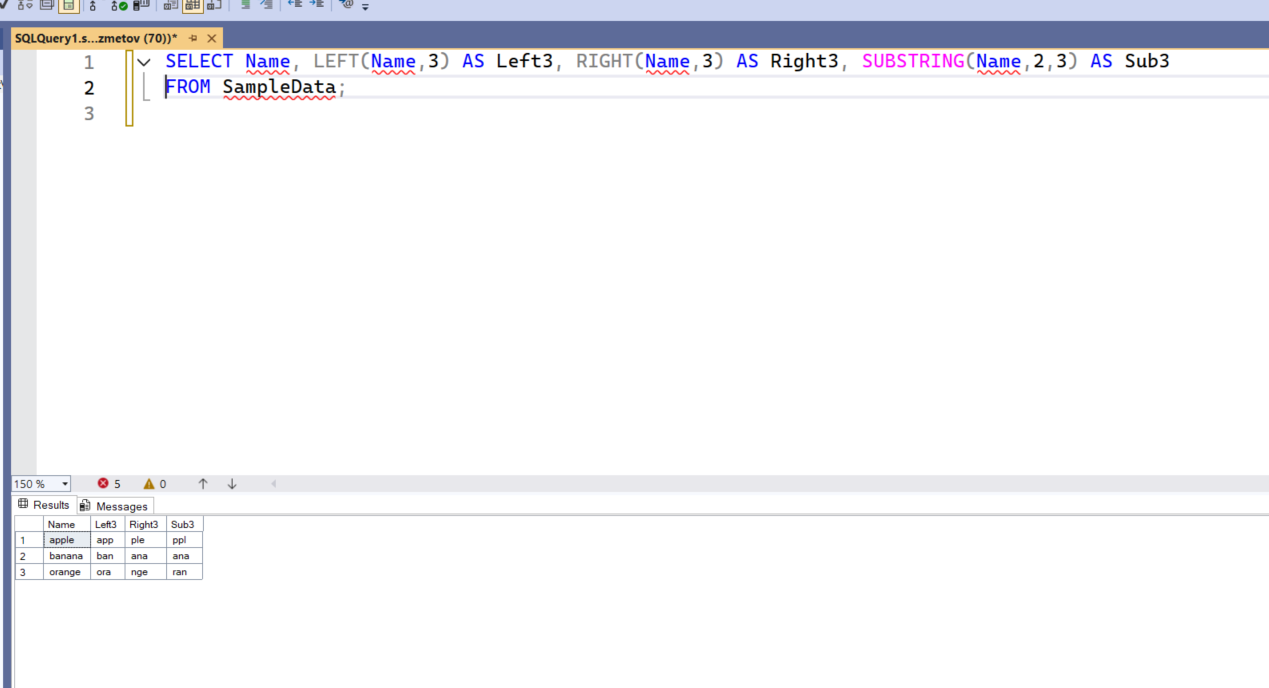 SQLQuery1.s...zmetov (70))*
1 SELECT Name, LEFT(Name,3) AS Left3, RIGHT(Name,3) AS Right3, SUBSTRING(Name,2,3) AS Sub3
2 FROM SampleData;
3
150 % 5 0
Results Messages
Name Left3 Right3 Sub3
1 apple app ple ppl
2 banana ban ana ana
3 orange ora nge ran